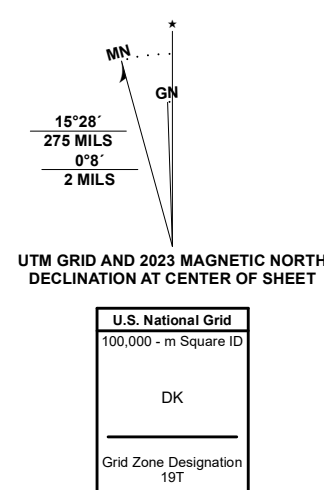 MN
GN
15°28´
275 MILS
0°8´
2 MILS
UTM GRID AND 2023 MAGNETIC NORTH
DECLINATION AT CENTER OF SHEET
U.S. National Grid
100,000 - m Square ID
DK
Grid Zone Designation
19T